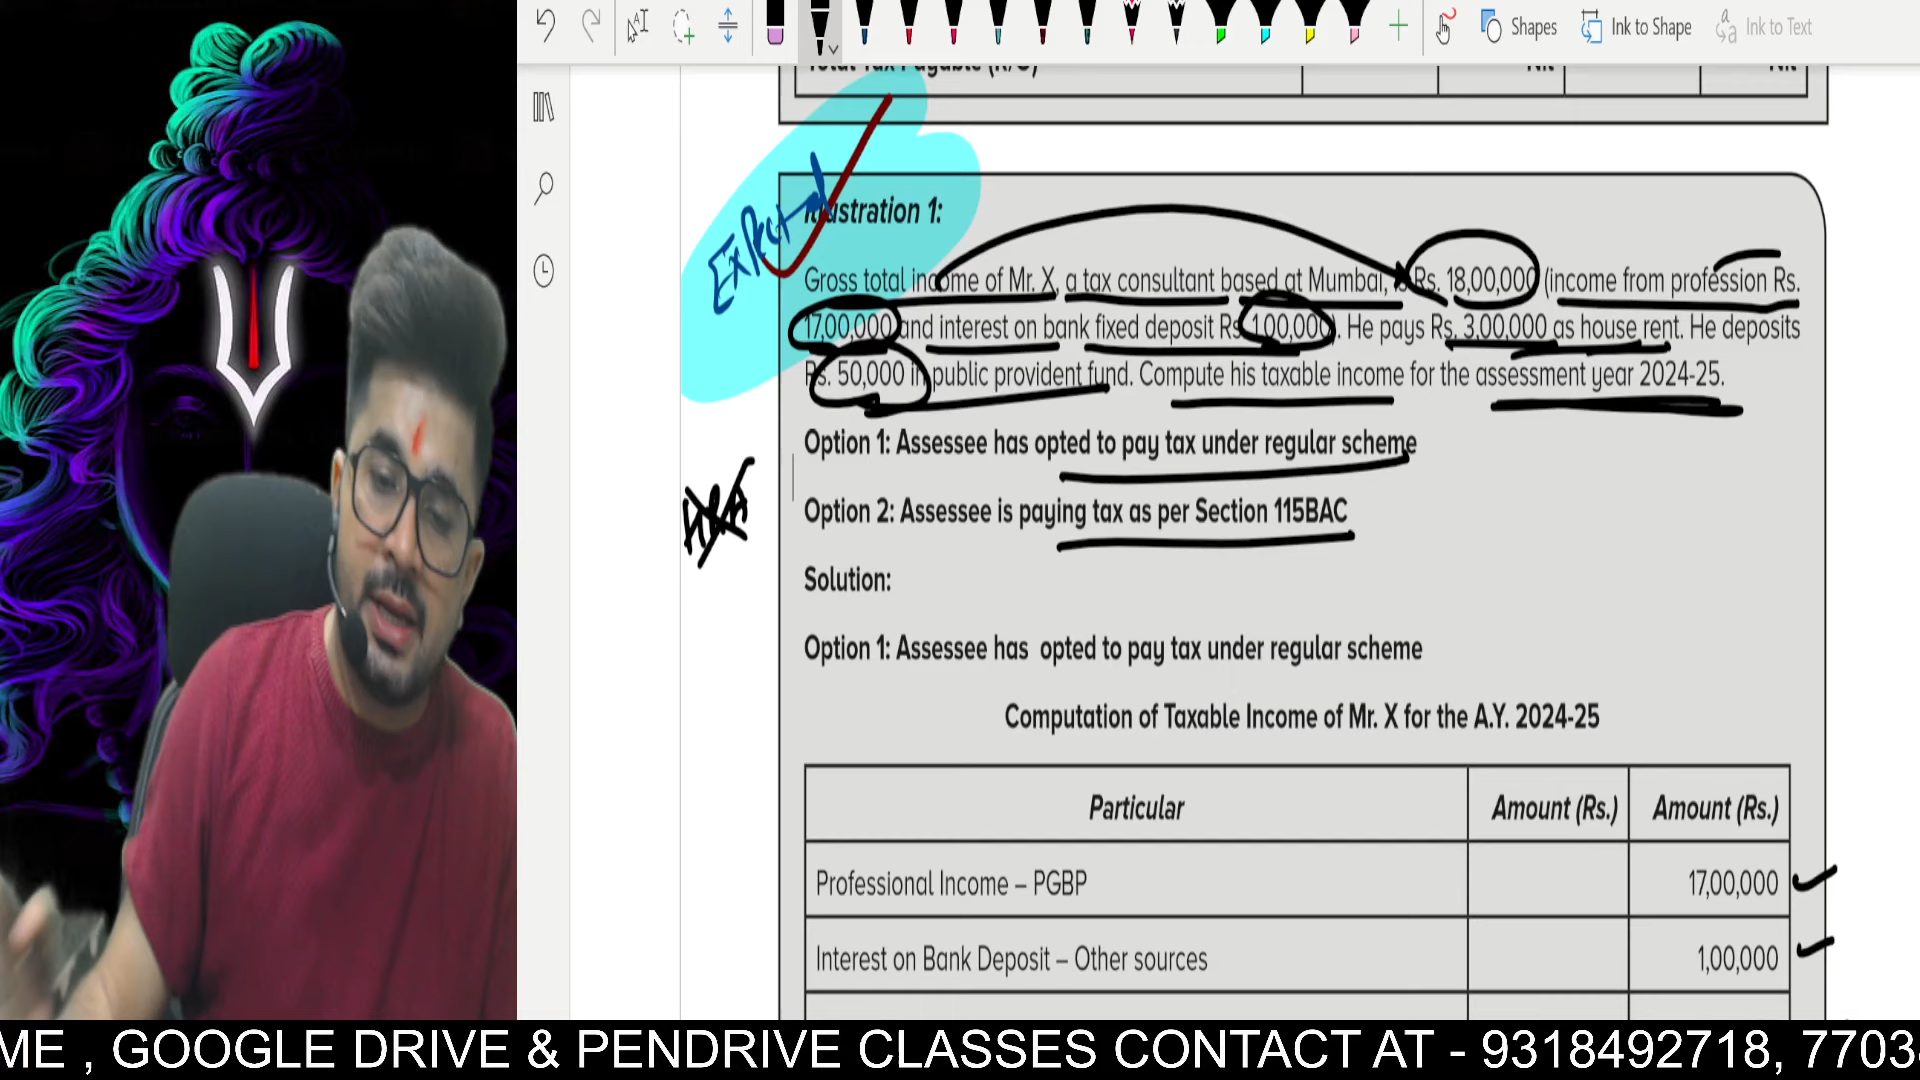 Shapes
Ink to Shape
Ink to Text
Total Tax Payable (R/O)
Nil
Nil
Expected
Illustration 1:
Gross total income of Mr. X, a tax consultant based at Mumbai, is Rs. 18,00,000 (income from profession Rs.
17,00,000 and interest on bank fixed deposit Rs. 1,00,000). He pays Rs. 3,00,000 as house rent. He deposits
Rs. 50,000 in public provident fund. Compute his taxable income for the assessment year 2024-25.
Option 1: Assessee has opted to pay tax under regular scheme
HRA
Option 2: Assessee is paying tax as per Section 115BAC
Solution:
Option 1: Assessee has opted to pay tax under regular scheme
Computation of Taxable Income of Mr. X for the A.Y. 2024-25
Particular Amount (Rs.) Amount (Rs.)
Professional Income – PGBP 17,00,000
Interest on Bank Deposit – Other sources 1,00,000
ME , GOOGLE DRIVE & PENDRIVE CLASSES CONTACT AT - 9318492718, 7703